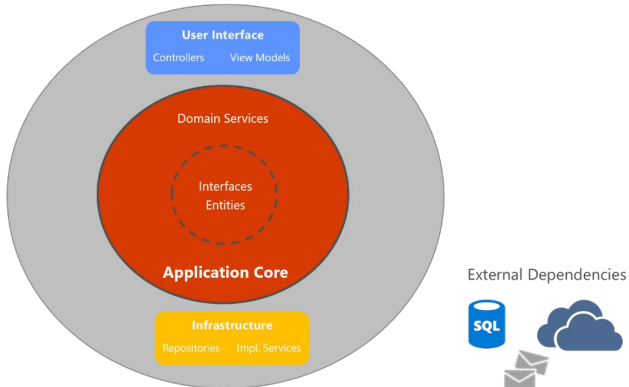 User Interface
Controllers View Models
Domain Services
Interfaces
Entities
Application Core
Infrastructure
Repositories Impl. Services
External Dependencies
SQL